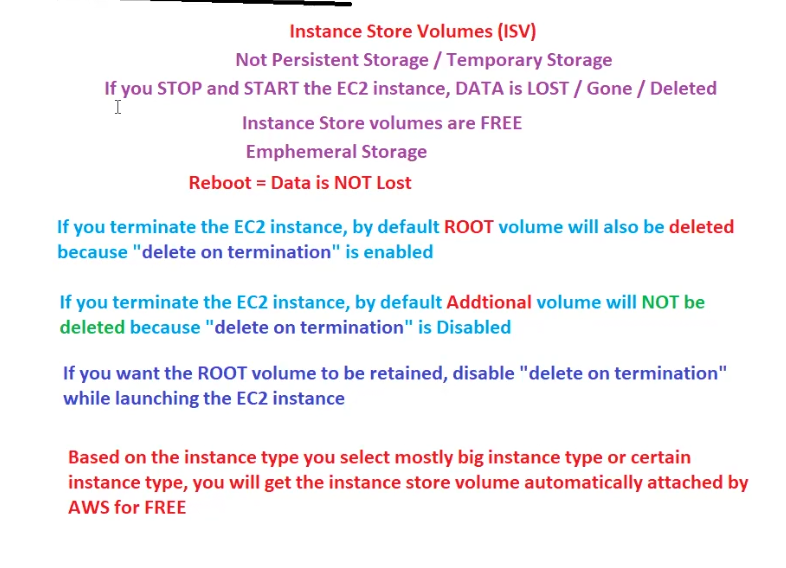 Instance Store Volumes (ISV)
Not Persistent Storage / Temporary Storage
If you STOP and START the EC2 instance, DATA is LOST / Gone / Deleted
Instance Store volumes are FREE
Emphemeral Storage
Reboot = Data is NOT Lost
If you terminate the EC2 instance, by default ROOT volume will also be deleted
because "delete on termination" is enabled
If you terminate the EC2 instance, by default Addtional volume will NOT be
deleted because "delete on termination" is Disabled
If you want the ROOT volume to be retained, disable "delete on termination"
while launching the EC2 instance
Based on the instance type you select mostly big instance type or certain
instance type, you will get the instance store volume automatically attached by
AWS for FREE